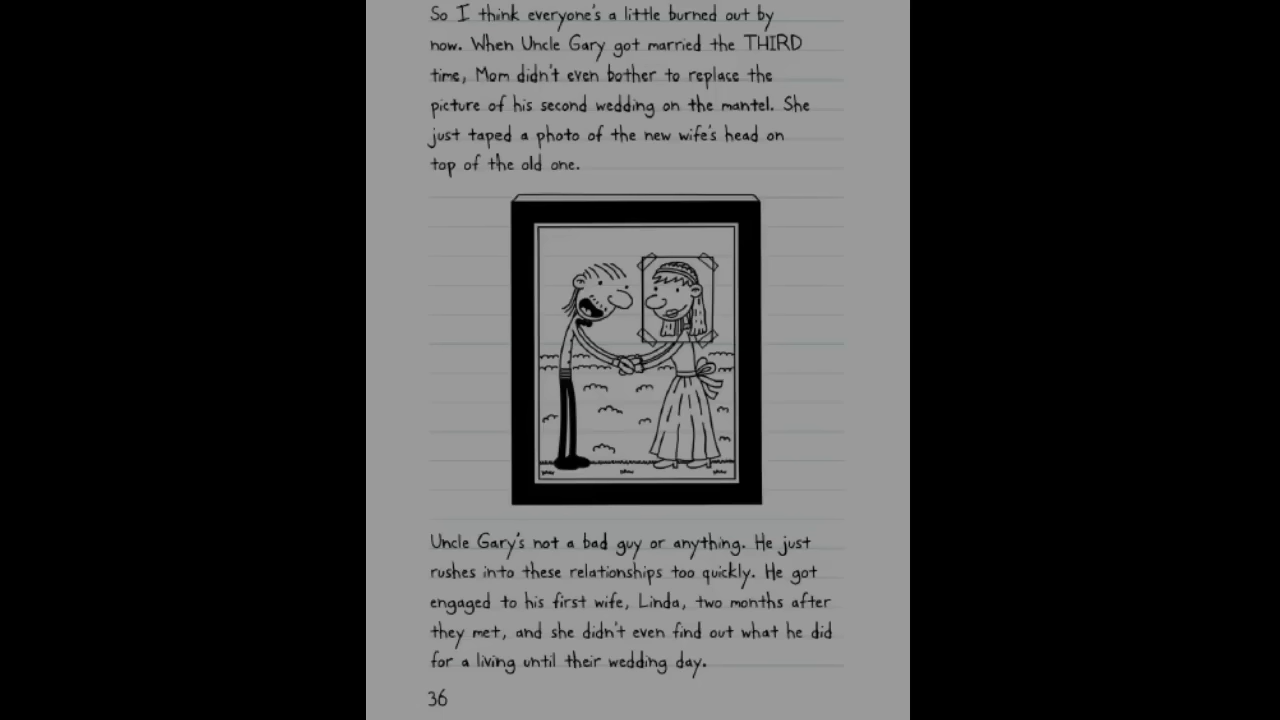 So I think everyone's a little burned out by
now. When Uncle Gary got married the THIRD
time, Mom didn't even bother to replace the
picture of his second wedding on the mantel. She
just taped a photo of the new wife's head on
top of the old one.
Uncle Gary's not a bad guy or anything. He just
rushes into these relationships too quickly. He got
engaged to his first wife, Linda, two months after
they met, and she didn't even find out what he did
for a living until their wedding day.
36